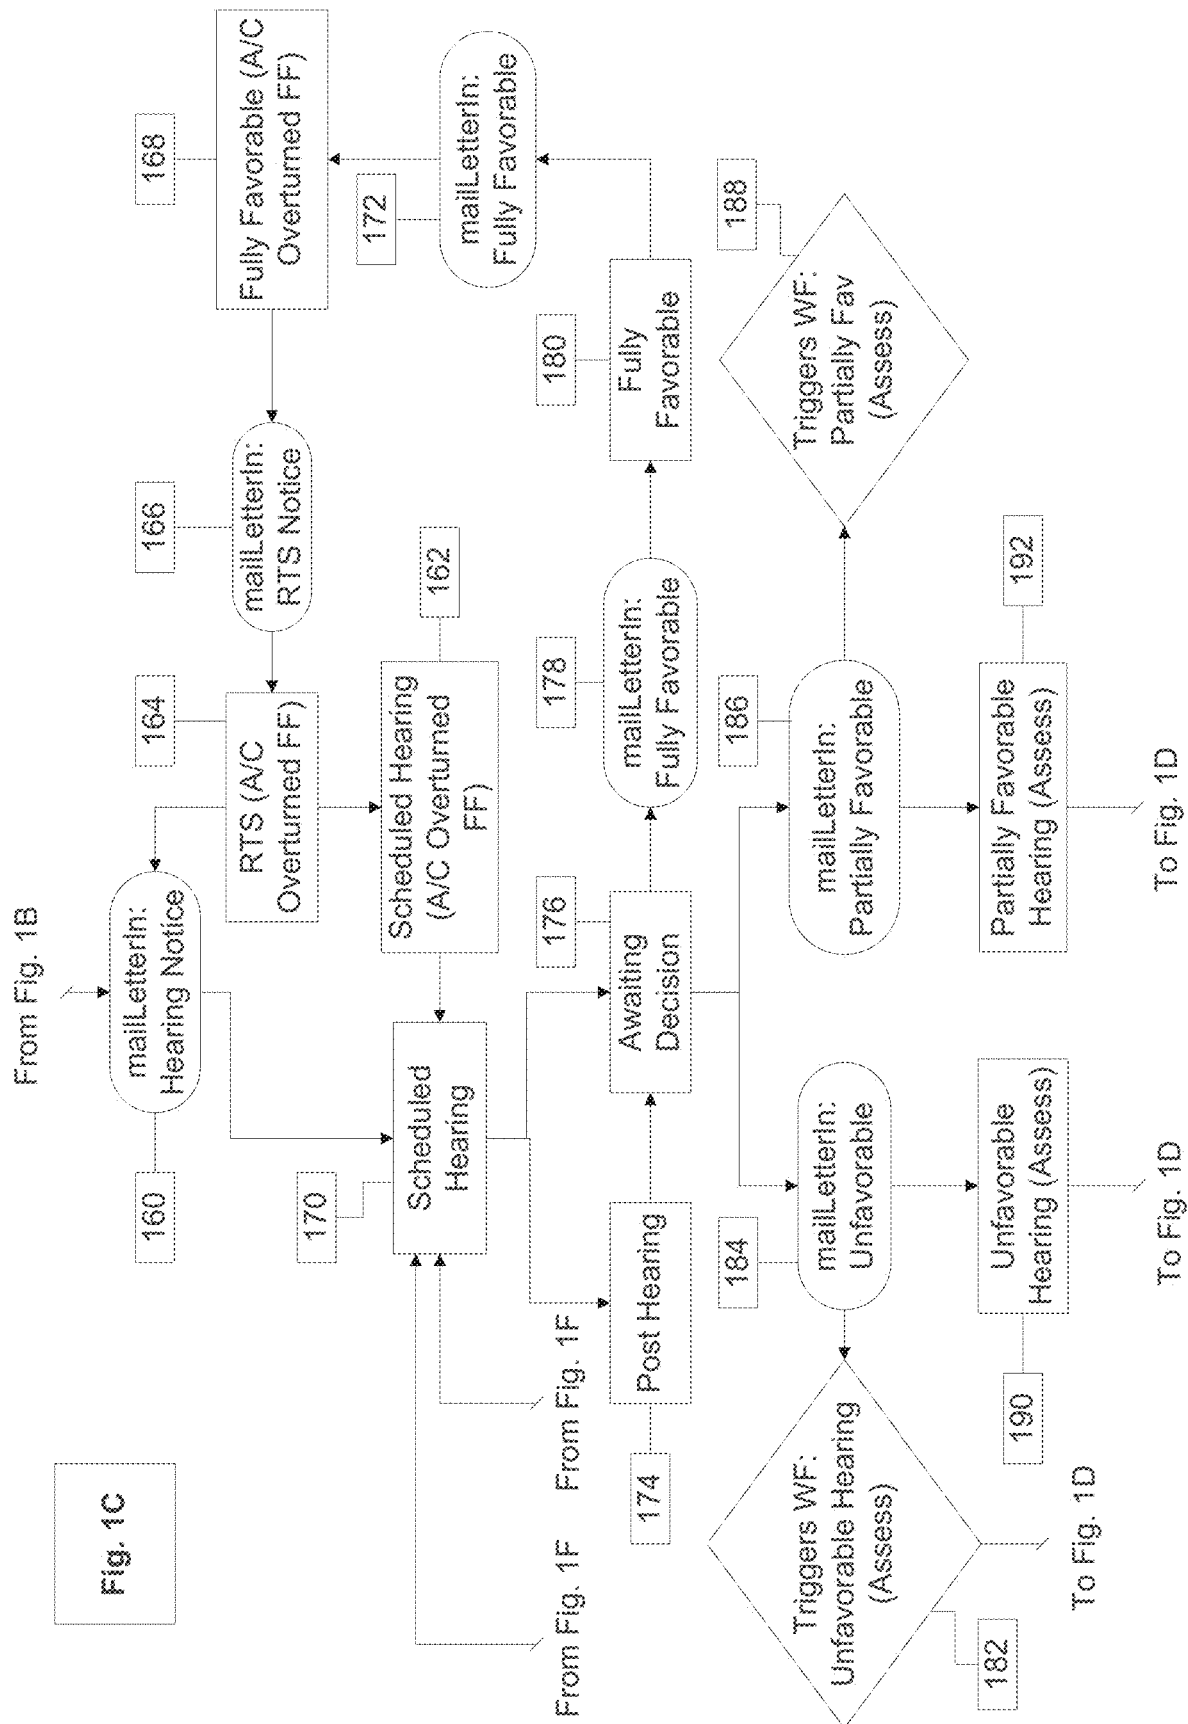 Fig. 1C
From Fig. 1B
160
mailLetterIn:
Hearing Notice
164
RTS (A/C
Overturned FF)
166
mailLetterIn:
RTS Notice
168
Fully Favorable (A/C
Overturned FF)
From Fig. 1F
From Fig. 1F
170
Scheduled
Hearing
Scheduled Hearing
(A/C Overturned
FF)
162
172
mailLetterIn:
Fully Favorable
174
Post Hearing
176
Awaiting
Decision
178
mailLetterIn:
Fully Favorable
180
Fully
Favorable
182
Triggers WF:
Unfavorable Hearing
(Assess)
184
mailLetterIn:
Unfavorable
186
mailLetterIn:
Partially Favorable
188
Triggers WF:
Partially Fav
(Assess)
190
Unfavorable
Hearing (Assess)
Partially Favorable
Hearing (Assess)
192
To Fig. 1D
To Fig. 1D
To Fig. 1D